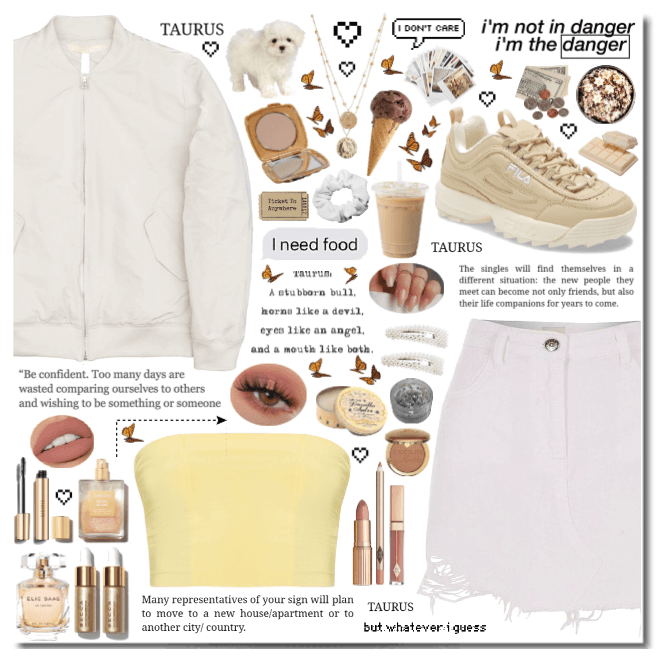 TAURUS
I DON'T CARE
i'm not in danger
i'm the danger
FILA
Ticket To
Anywhere
I need food
TAURUS
Taurus:
A stubborn bull,
horns like a devil,
eyes like an angel,
and a mouth like both.
The singles will find themselves in a
different situation: the new people they
meet can become not only friends, but also
their life companions for years to come.
“Be confident. Too many days are
wasted comparing ourselves to others
and wishing to be something or someone
ELIE SAAB
BECCA
BECCA
Many representatives of your sign will plan
to move to a new house/apartment or to
another city/ country.
TAURUS
but whatever i guess